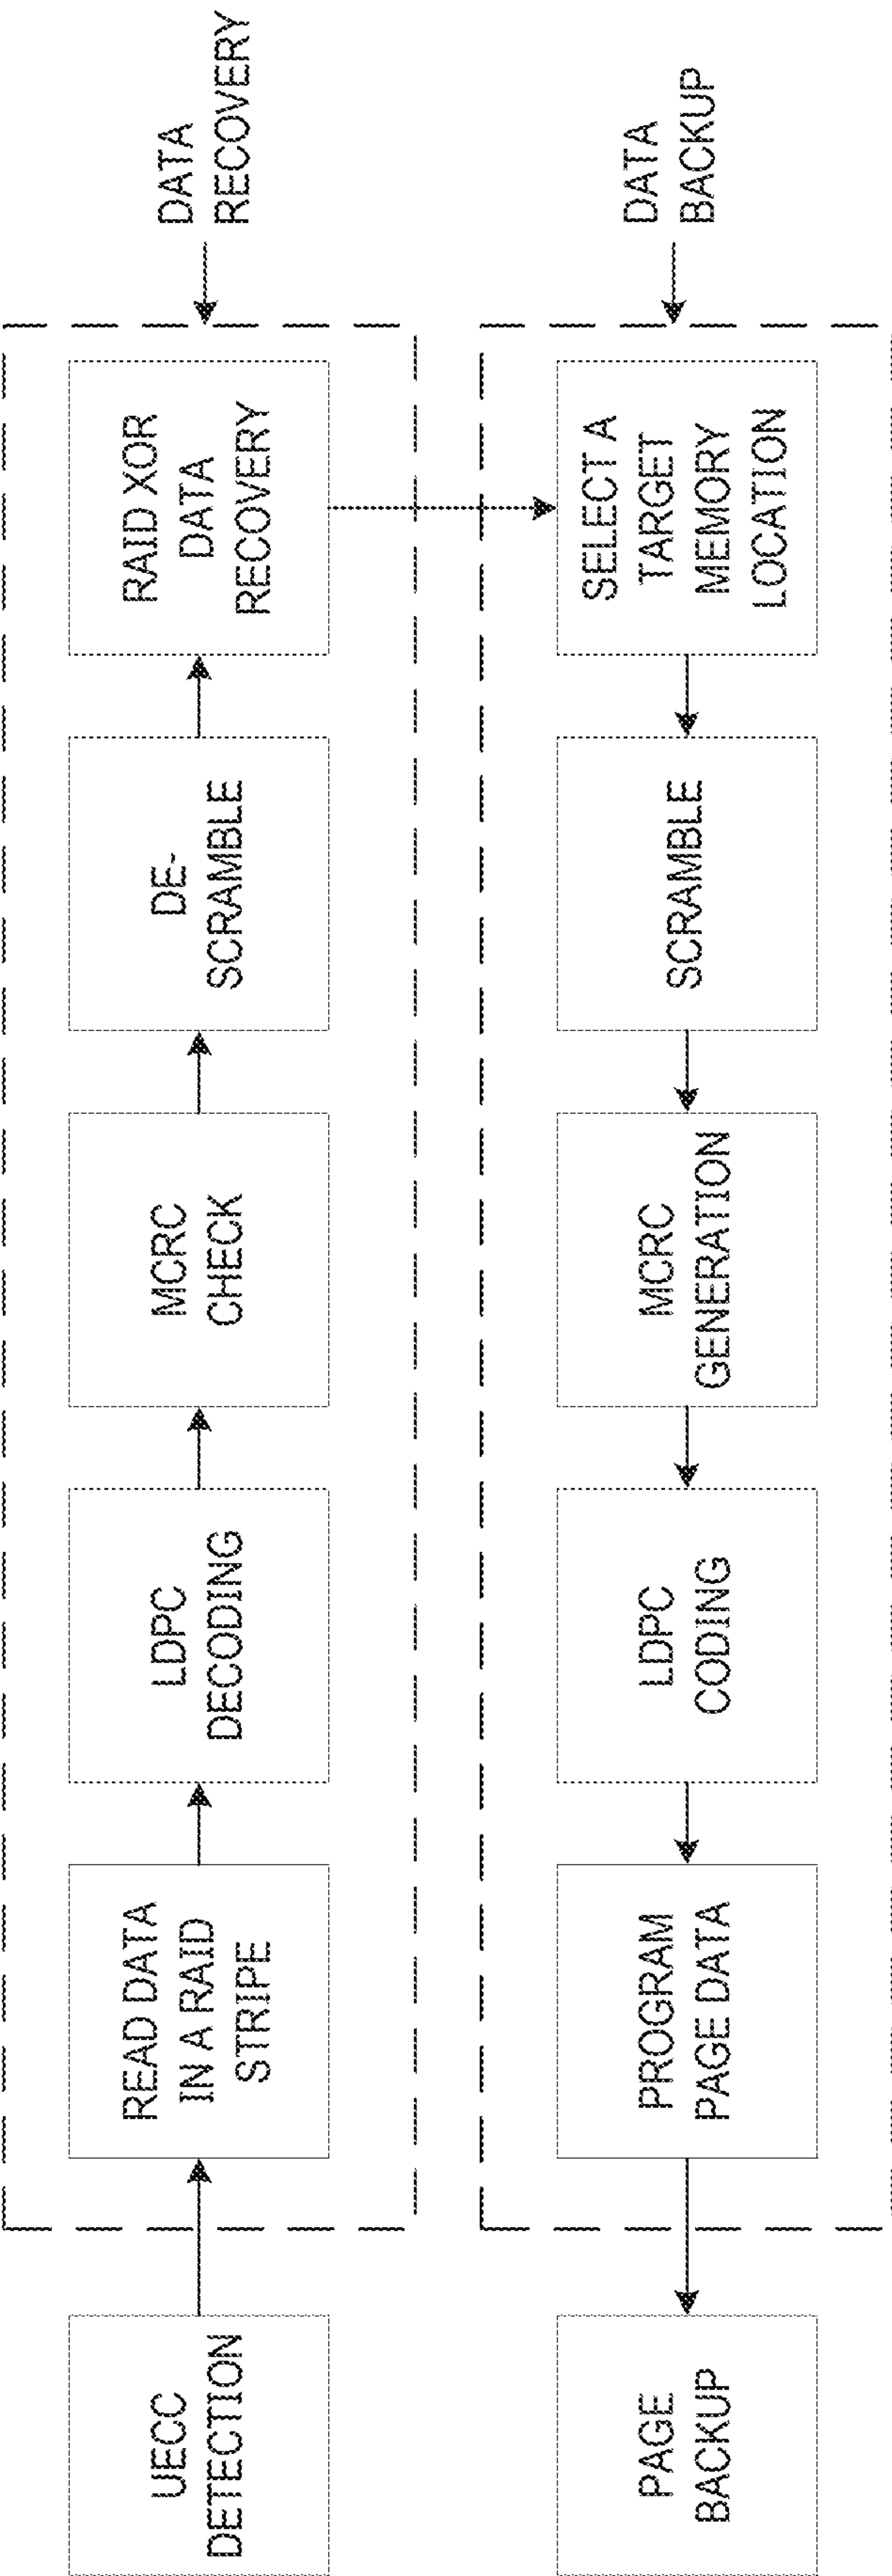 UECC
DETECTION
READ DATA
IN A RAID
STRIPE
LDPC
DECODING
MCRC
CHECK
DE-
SCRAMBLE
RAID XOR
DATA
RECOVERY
DATA
RECOVERY
PAGE
BACKUP
PROGRAM
PAGE DATA
LDPC
CODING
MCRC
GENERATION
SCRAMBLE
SELECT A
TARGET
MEMORY
LOCATION
DATA
BACKUP